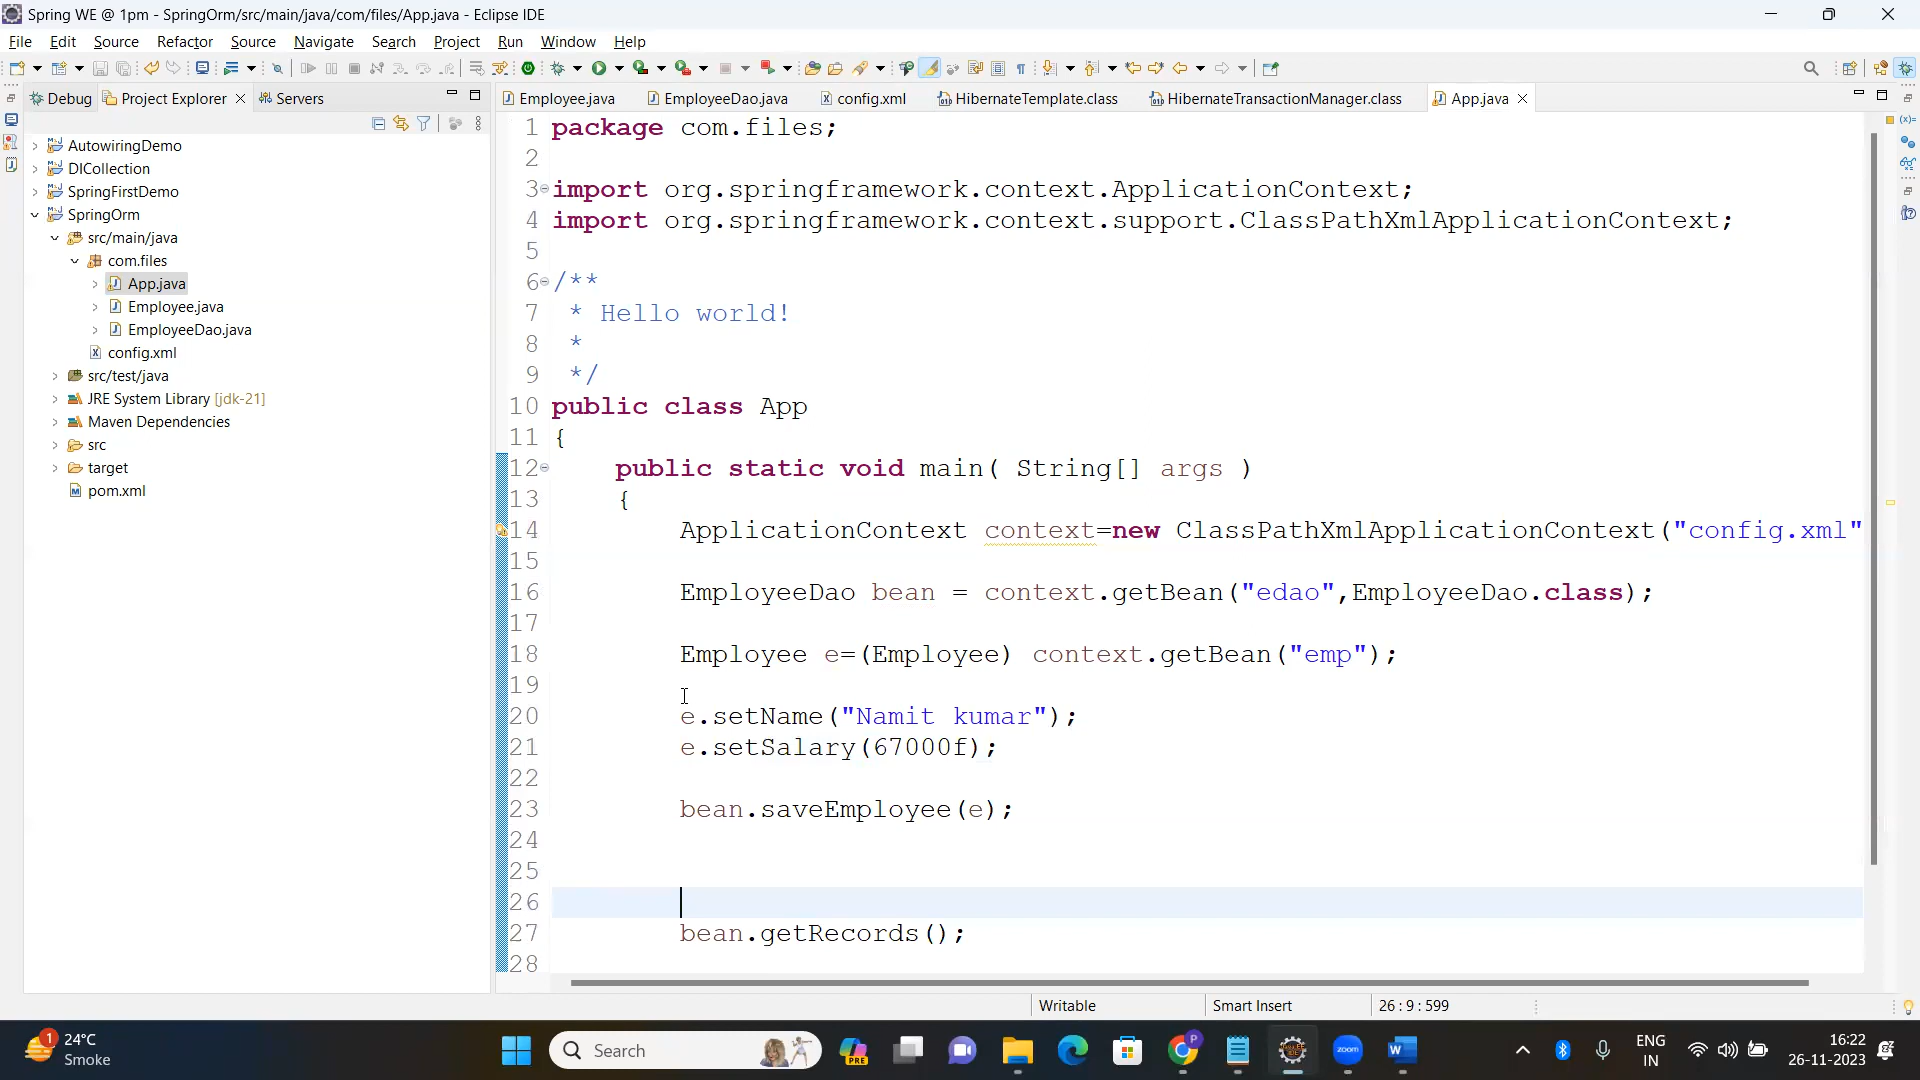 Spring WE @ 1pm - SpringOrm/src/main/java/com/files/App.java - Eclipse IDE
File Edit Source Refactor Source Navigate Search Project Run Window Help
Debug Project Explorer Servers
Employee.java EmployeeDao.java config.xml HibernateTemplate.class HibernateTransactionManager.class App.java
AutowiringDemo
DICollection
SpringFirstDemo
SpringOrm
src/main/java
com.files
App.java
Employee.java
EmployeeDao.java
config.xml
src/test/java
JRE System Library [jdk-21]
Maven Dependencies
src
target
pom.xml
1 package com.files;
2
3 import org.springframework.context.ApplicationContext;
4 import org.springframework.context.support.ClassPathXmlApplicationContext;
5
6 /**
7 * Hello world!
8 *
9 */
10 public class App
11 {
12 public static void main( String[] args )
13 {
14 ApplicationContext context=new ClassPathXmlApplicationContext("config.xml"
15
16 EmployeeDao bean = context.getBean("edao",EmployeeDao.class);
17
18 Employee e=(Employee) context.getBean("emp");
19
20 e.setName("Namit kumar");
21 e.setSalary(67000f);
22
23 bean.saveEmployee(e);
24
25
26
27 bean.getRecords();
28
Writable Smart Insert 26 : 9 : 599
1 24°C
Smoke
Search
PRE
P
zoom
W
ENG
IN
16:22
26-11-2023